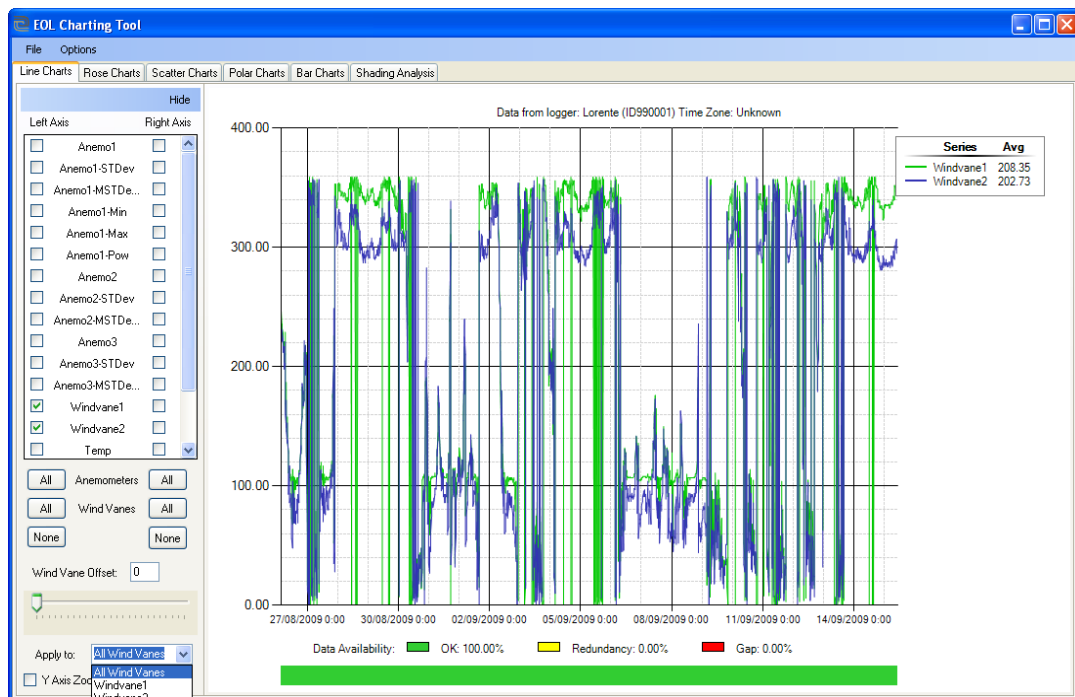 EOL Charting Tool
File Options
Line Charts Rose Charts Scatter Charts Polar Charts Bar Charts Shading Analysis
Hide
Left Axis Right Axis
Anemo1
Anemo1-STDev
Anemo1-MSTDe...
Anemo1-Min
Anemo1-Max
Anemo1-Pow
Anemo2
Anemo2-STDev
Anemo2-MSTDe...
Anemo3
Anemo3-STDev
Anemo3-MSTDe...
Windvane1
Windvane2
Temp
All Anemometers All
All Wind Vanes All
None None
Wind Vane Offset: 0
Apply to: All Wind Vanes
All Wind Vanes
Windvane1
Y Axis Zoo
Data from logger: Lorente (ID990001) Time Zone: Unknown
400.00
300.00
200.00
100.00
0.00
27/08/2009 0:00 30/08/2009 0:00 02/09/2009 0:00 05/09/2009 0:00 08/09/2009 0:00 11/09/2009 0:00 14/09/2009 0:00
Series Avg
Windvane1 208.35
Windvane2 202.73
Data Availability: OK: 100.00% Redundancy: 0.00% Gap: 0.00%